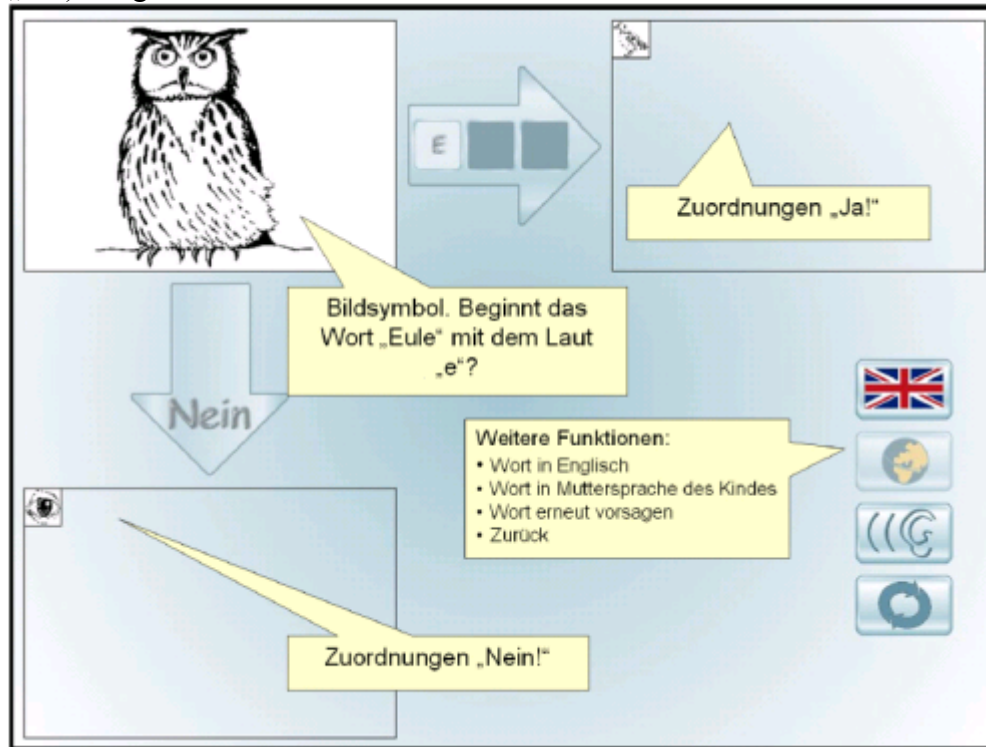 E
Zuordnungen „Ja!“
Bildsymbol. Beginnt das
Wort „Eule“ mit dem Laut
„e“?
Nein
Weitere Funktionen:
• Wort in Englisch
• Wort in Muttersprache des Kindes
• Wort erneut vorsagen
• Zurück
Zuordnungen „Nein!“